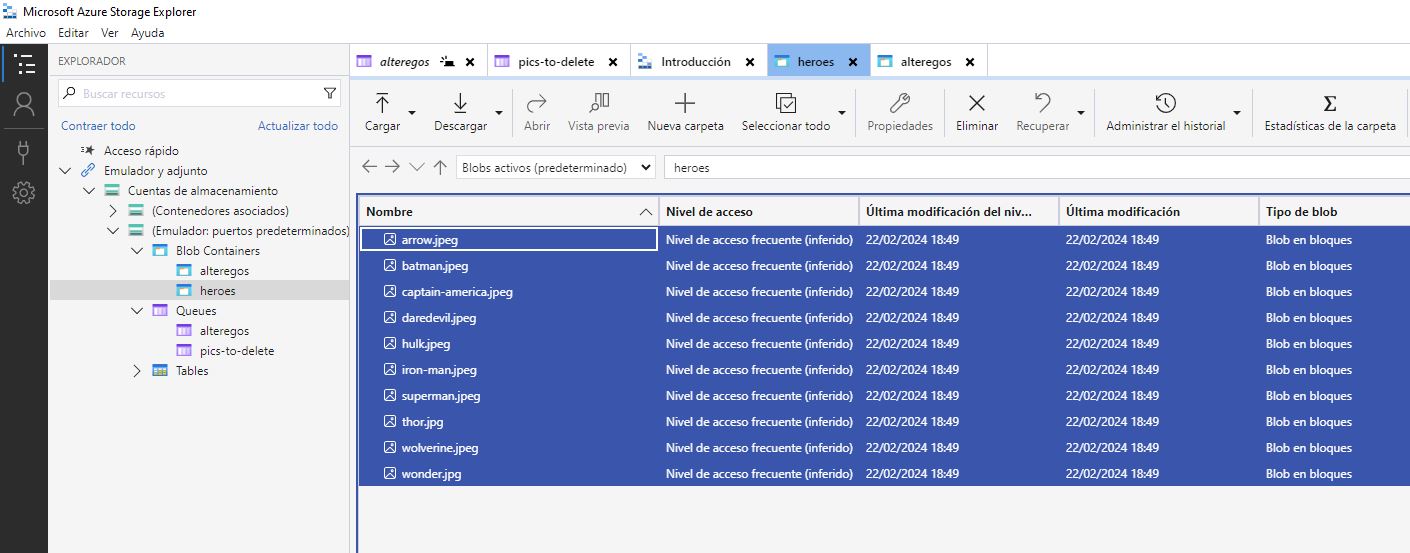 Microsoft Azure Storage Explorer
Archivo Editar Ver Ayuda
EXPLORADOR
Buscar recursos
Contraer todo Actualizar todo
Acceso rápido
Emulador y adjunto
Cuentas de almacenamiento
(Contenedores asociados)
(Emulador: puertos predeterminados)
Blob Containers
alteregos
heroes
Queues
alteregos
pics-to-delete
Tables
alteregos pics-to-delete Introducción heroes alteregos
Cargar Descargar Abrir Vista previa Nueva carpeta Seleccionar todo Propiedades Eliminar Recuperar Administrar el historial Estadísticas de la carpeta
Blobs activos (predeterminado) heroes
Nombre Nivel de acceso Última modificación del niv... Última modificación Tipo de blob
arrow.jpeg Nivel de acceso frecuente (inferido) 22/02/2024 18:49 22/02/2024 18:49 Blob en bloques
batman.jpeg Nivel de acceso frecuente (inferido) 22/02/2024 18:49 22/02/2024 18:49 Blob en bloques
captain-america.jpeg Nivel de acceso frecuente (inferido) 22/02/2024 18:49 22/02/2024 18:49 Blob en bloques
daredevil.jpeg Nivel de acceso frecuente (inferido) 22/02/2024 18:49 22/02/2024 18:49 Blob en bloques
hulk.jpeg Nivel de acceso frecuente (inferido) 22/02/2024 18:49 22/02/2024 18:49 Blob en bloques
iron-man.jpeg Nivel de acceso frecuente (inferido) 22/02/2024 18:49 22/02/2024 18:49 Blob en bloques
superman.jpeg Nivel de acceso frecuente (inferido) 22/02/2024 18:49 22/02/2024 18:49 Blob en bloques
thor.jpg Nivel de acceso frecuente (inferido) 22/02/2024 18:49 22/02/2024 18:49 Blob en bloques
wolverine.jpeg Nivel de acceso frecuente (inferido) 22/02/2024 18:49 22/02/2024 18:49 Blob en bloques
wonder.jpg Nivel de acceso frecuente (inferido) 22/02/2024 18:49 22/02/2024 18:49 Blob en bloques